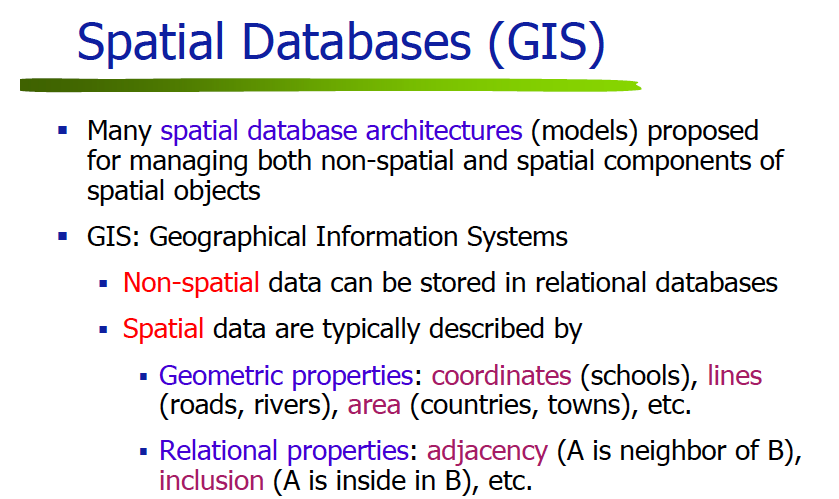 Spatial Databases (GIS)
▪ Many spatial database architectures (models) proposed
for managing both non-spatial and spatial components of
spatial objects
▪ GIS: Geographical Information Systems
▪ Non-spatial data can be stored in relational databases
▪ Spatial data are typically described by
▪ Geometric properties: coordinates (schools), lines
(roads, rivers), area (countries, towns), etc.
▪ Relational properties: adjacency (A is neighbor of B),
inclusion (A is inside in B), etc.